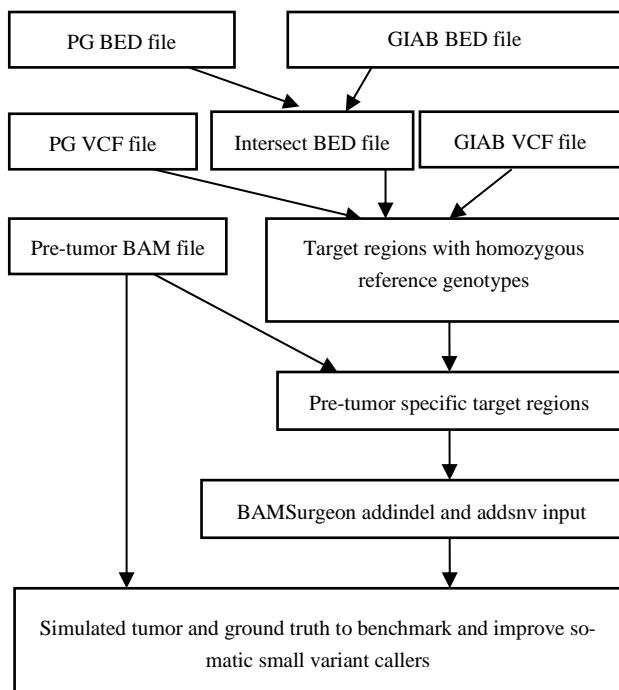 PG BED file
GIAB BED file
PG VCF file
Intersect BED file
GIAB VCF file
Pre-tumor BAM file
Target regions with homozygous
reference genotypes
Pre-tumor specific target regions
BAMSurgeon addindel and addsnv input
Simulated tumor and ground truth to benchmark and improve so-
matic small variant callers